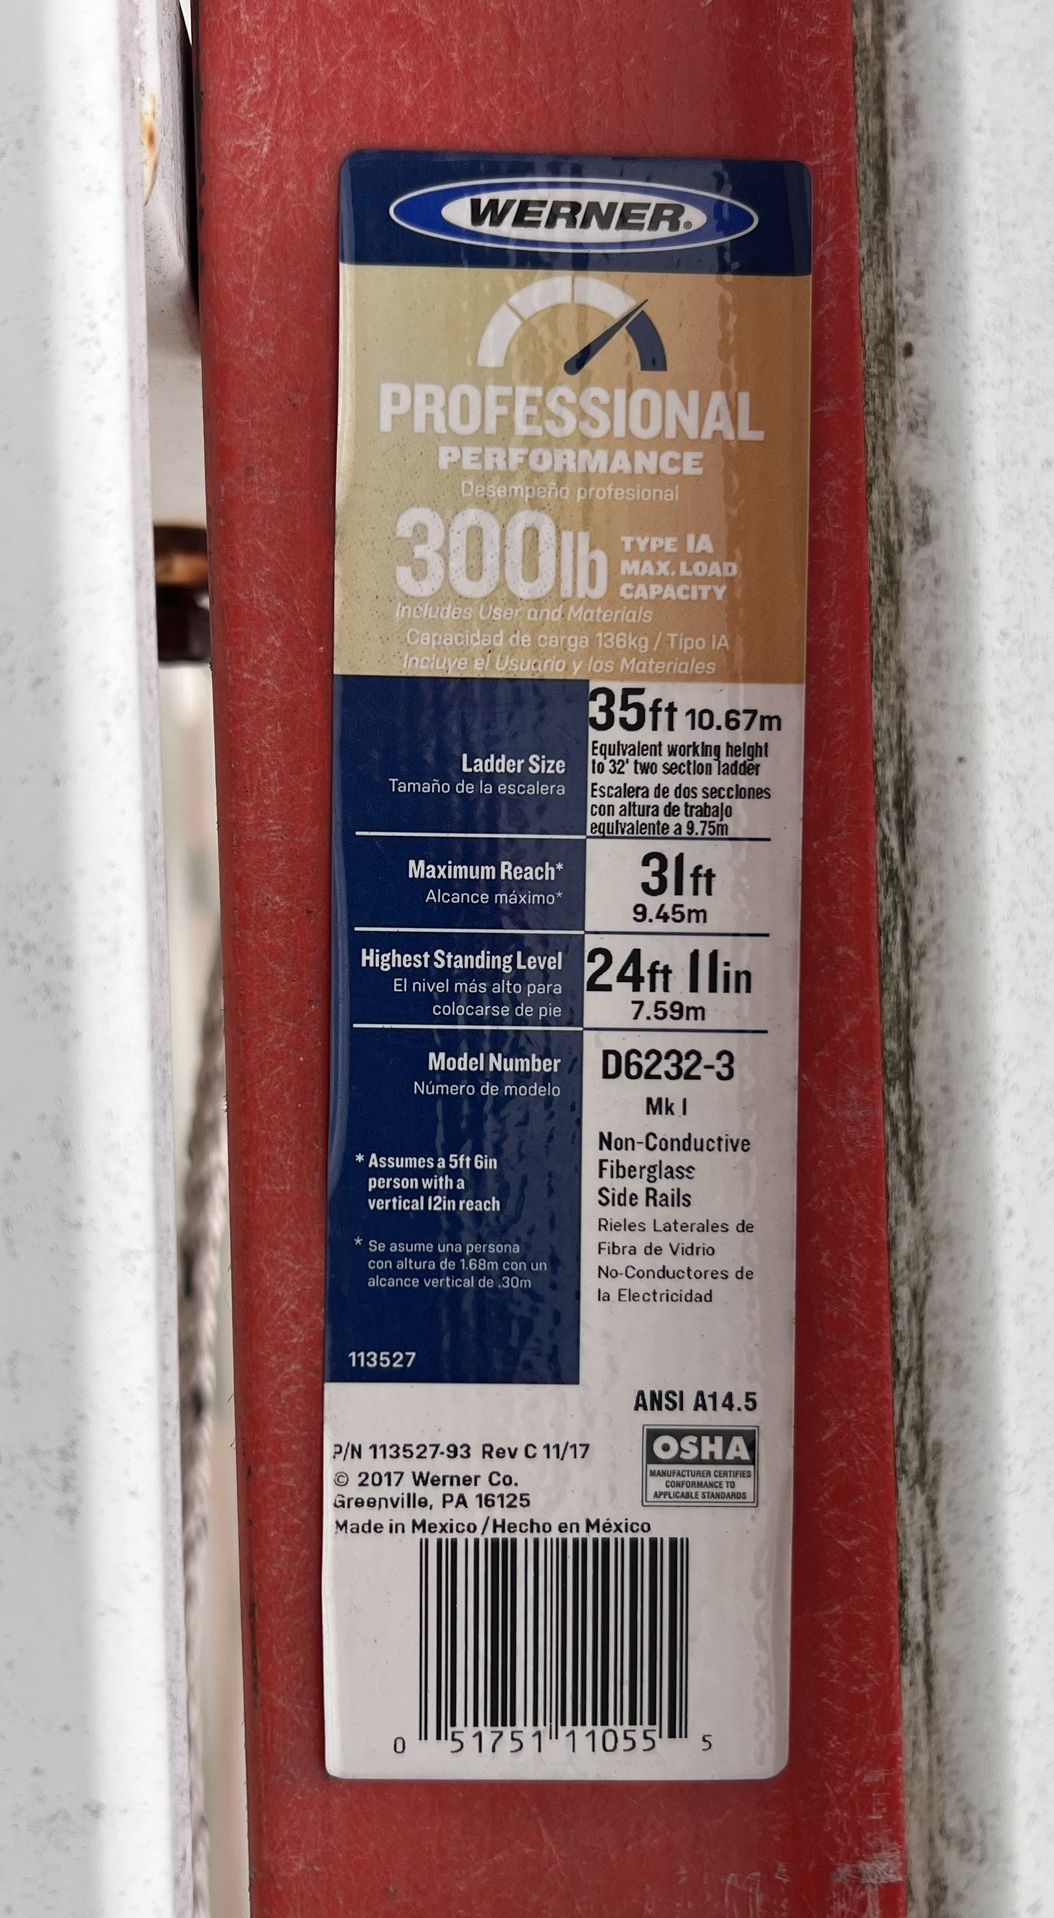 WERNER®
PROFESSIONAL
PERFORMANCE
Desempeño profesional
300lb TYPE IA
MAX. LOAD
CAPACITY
Includes User and Materials
Capacidad de carga 136kg / Tipo IA
Incluye el Usuario y los Materiales
Ladder Size
Tamaño de la escalera
35ft 10.67m
Equivalent working height
to 32' two section ladder
Escalera de dos secciones
con altura de trabajo
equivalente a 9.75m
Maximum Reach*
Alcance máximo*
31ft
9.45m
Highest Standing Level
El nivel más alto para
colocarse de pie
24ft 11in
7.59m
Model Number
Número de modelo
D6232-3
Mk I
* Assumes a 5ft 6in
person with a
vertical 12in reach
* Se asume una persona
con altura de 1.68m con un
alcance vertical de .30m
113527
Non-Conductive
Fiberglass
Side Rails
Rieles Laterales de
Fibra de Vidrio
No-Conductores de
la Electricidad
ANSI A14.5
OSHA
MANUFACTURER CERTIFIES
CONFORMANCE TO
APPLICABLE STANDARDS
P/N 113527-93 Rev C 11/17
© 2017 Werner Co.
Greenville, PA 16125
Made in Mexico / Hecho en México
0 51751 11055 5